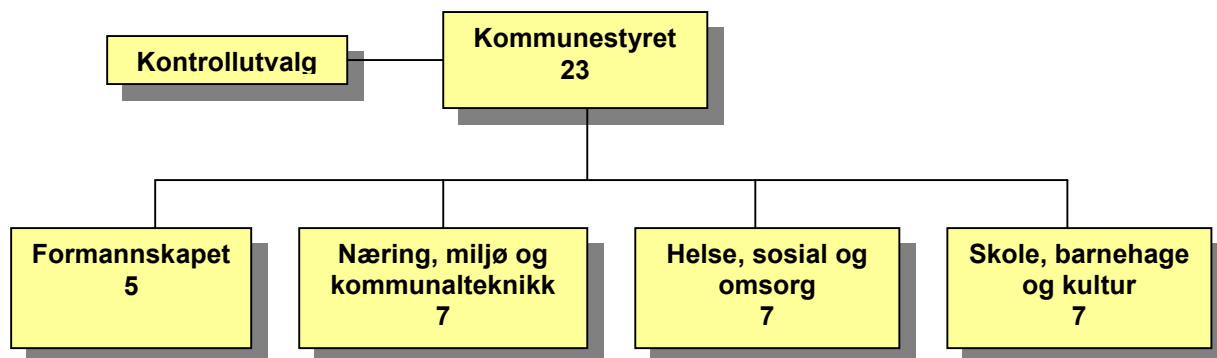 Kommunestyret
23
Kontrollutvalg
Formannskapet
5
Næring, miljø og
kommunalteknikk
7
Helse, sosial og
omsorg
7
Skole, barnehage
og kultur
7